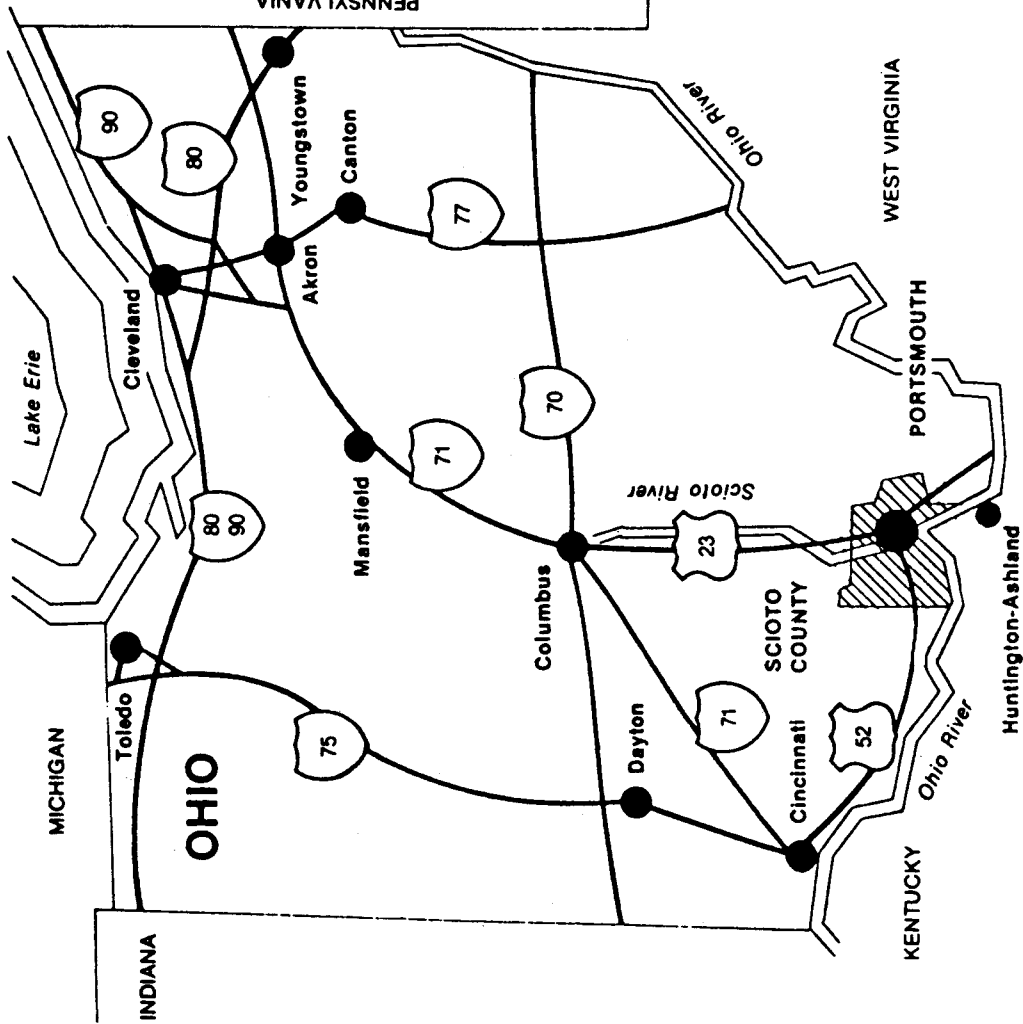 PENNSYLVANIA
Lake Erie
MICHIGAN
INDIANA
OHIO
Toledo
Cleveland
Akron
Youngstown
Canton
Mansfield
Columbus
Dayton
Cincinnati
SCIOTO
COUNTY
PORTSMOUTH
Scioto River
Ohio River
Ohio River
WEST VIRGINIA
KENTUCKY
Huntington-Ashland
90
80
80
90
77
71
70
75
23
71
52